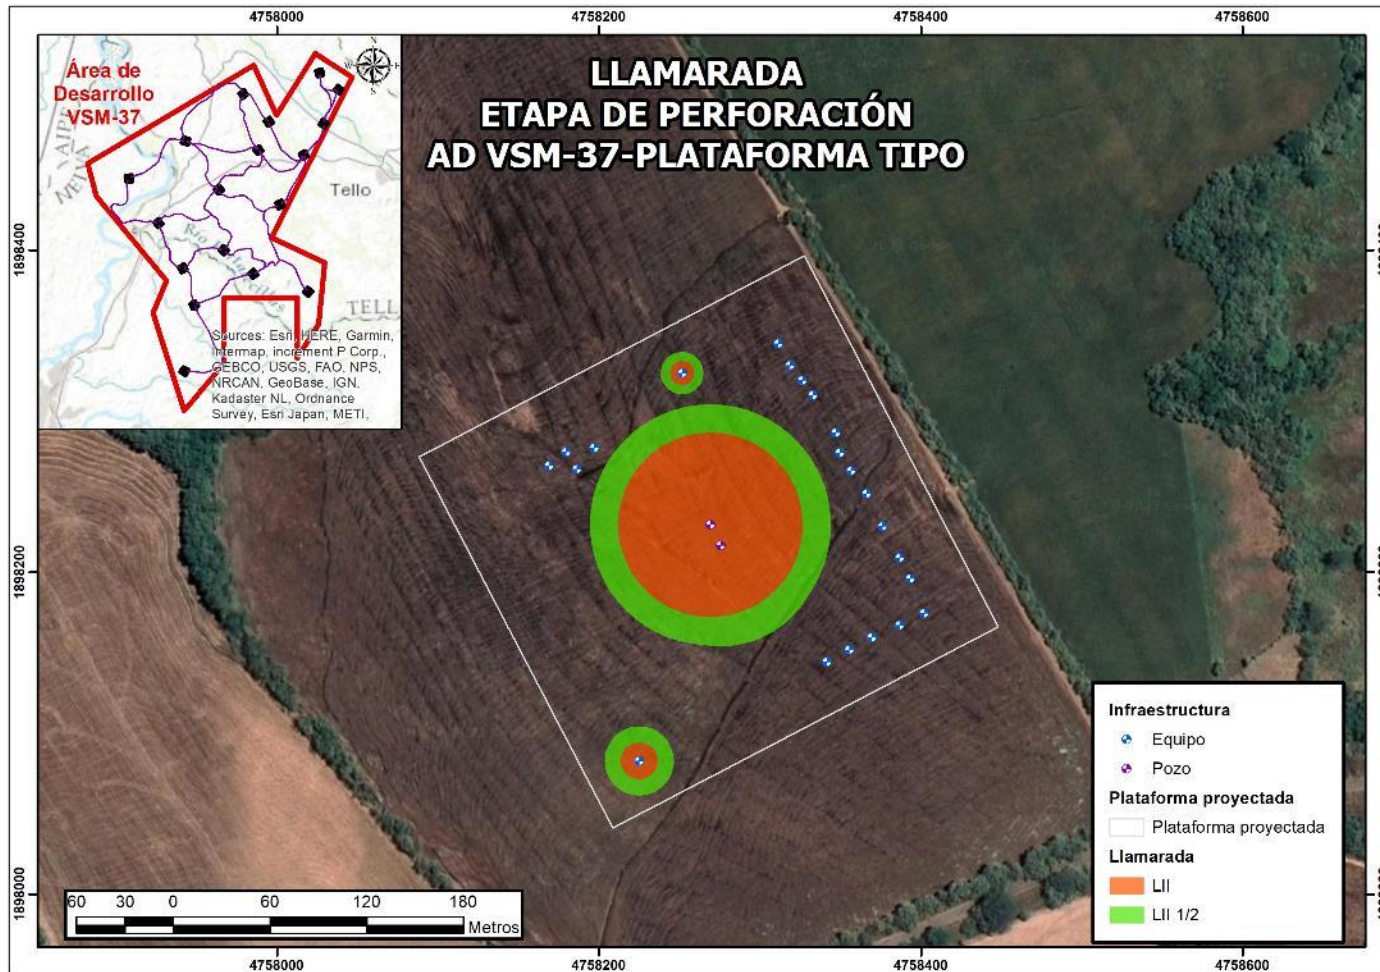 4758000
4758200
4758400
4758600
Área de
Desarrollo
VSM-37
N
W
E
S
YAIPE
NEIVA
Tello
TELL
LLAMARADA
ETAPA DE PERFORACIÓN
AD VSM-37-PLATAFORMA TIPO
Sources: Esri, HERE, Garmin,
Intermap, increment P Corp.,
GEBCO, USGS, FAO, NPS,
NRCAN, GeoBase, IGN,
Kadaster NL, Ordnance
Survey, Esri Japan, METI,
1898400
1898200
1898000
Infraestructura
Equipo
Pozo
Plataforma proyectada
Plataforma proyectada
Llamarada
LII
LII 1/2
60 30 0 60 120 180
Metros
4758000
4758200
4758400
4758600